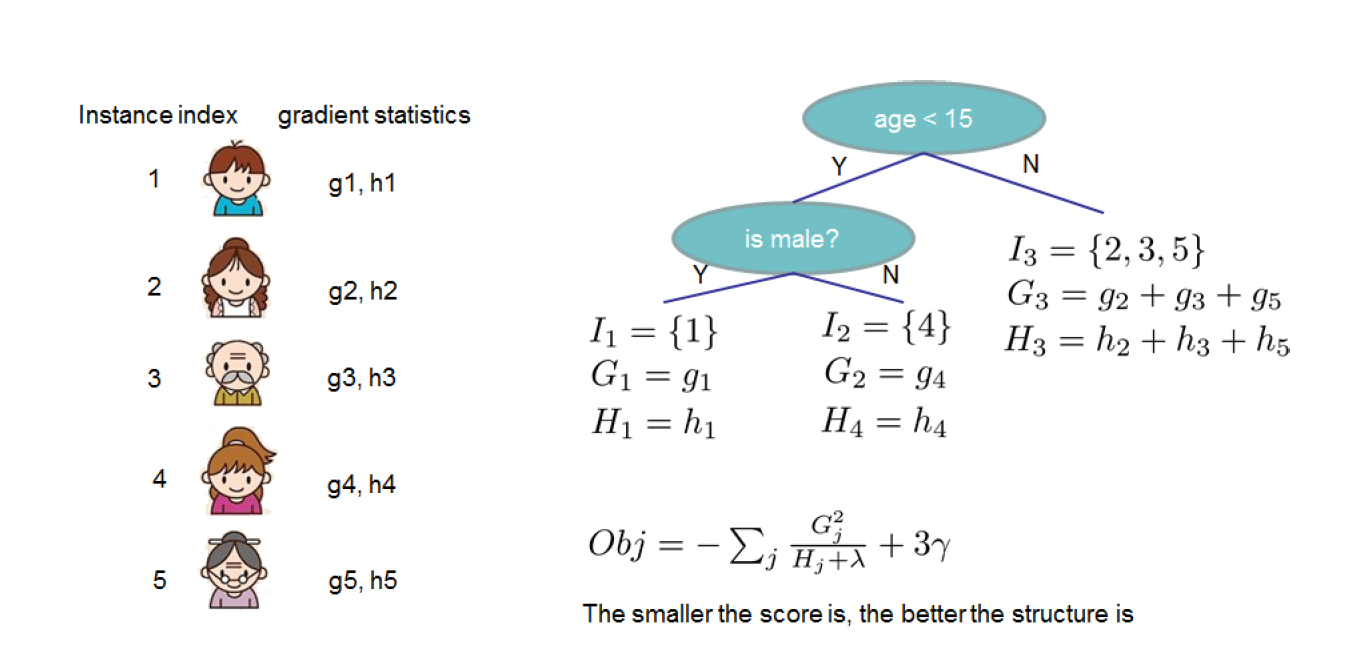 Instance index gradient statistics
1 g1, h1
2 g2, h2
3 g3, h3
4 g4, h4
5 g5, h5
age < 15
Y N
is male?
Y N
I₁ = {1}
G₁ = g₁
H₁ = h₁
I₂ = {4}
G₂ = g₄
H₄ = h₄
I₃ = {2, 3, 5}
G₃ = g₂ + g₃ + g₅
H₃ = h₂ + h₃ + h₅
Obj = − ∑ⱼ Gⱼ² / (Hⱼ+λ) + 3γ
The smaller the score is, the better the structure is